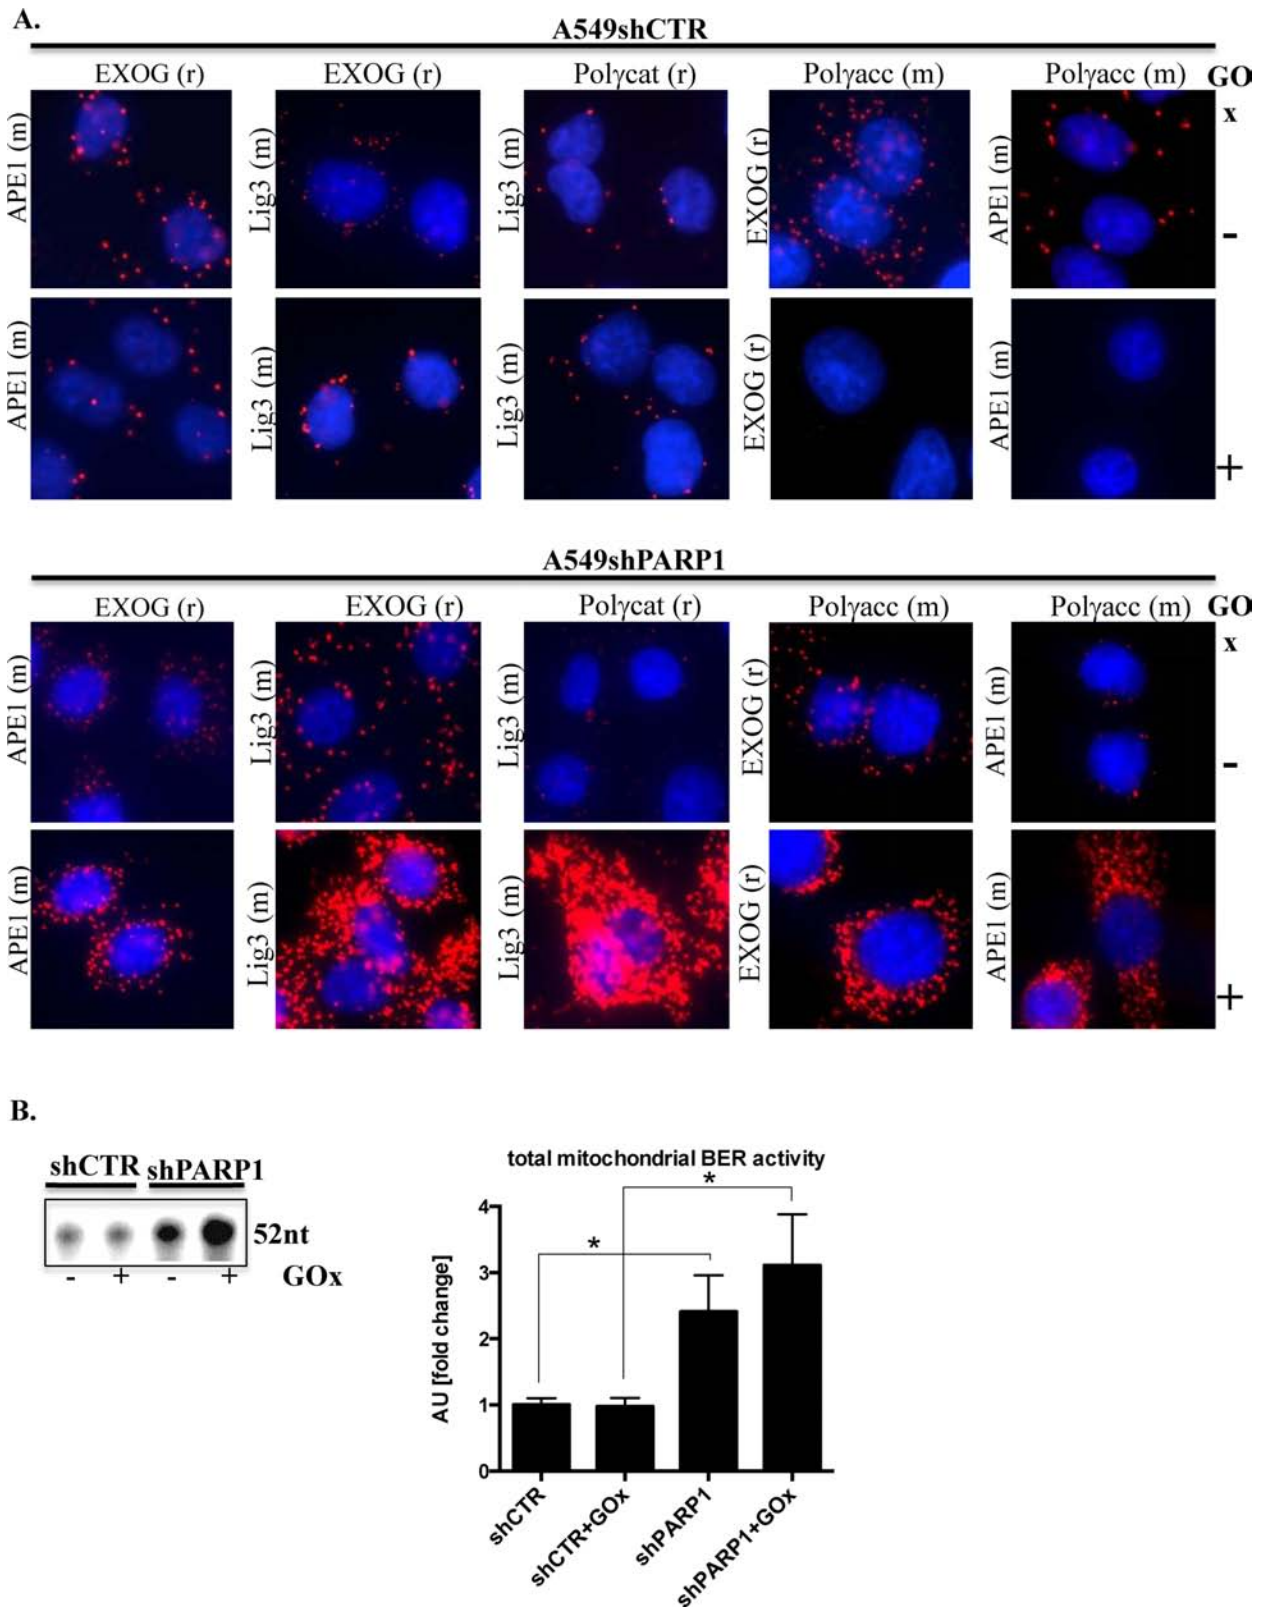 A.
A549shCTR
EXOG (r) EXOG (r) Polγcat (r) Polγacc (m) Polγacc (m) GO
x
APE1 (m) Lig3 (m) Lig3 (m) EXOG (r) APE1 (m)
-
APE1 (m) Lig3 (m) Lig3 (m) EXOG (r) APE1 (m)
+
A549shPARP1
EXOG (r) EXOG (r) Polγcat (r) Polγacc (m) Polγacc (m) GO
x
APE1 (m) Lig3 (m) Lig3 (m) EXOG (r) APE1 (m)
-
APE1 (m) Lig3 (m) Lig3 (m) EXOG (r) APE1 (m)
+
B.
shCTR shPARP1
52nt
- + - + GOx
total mitochondrial BER activity
*
*
AU [fold change]
4
3
2
1
0
shCTR
shCTR+GOx
shPARP1
shPARP1+GOx